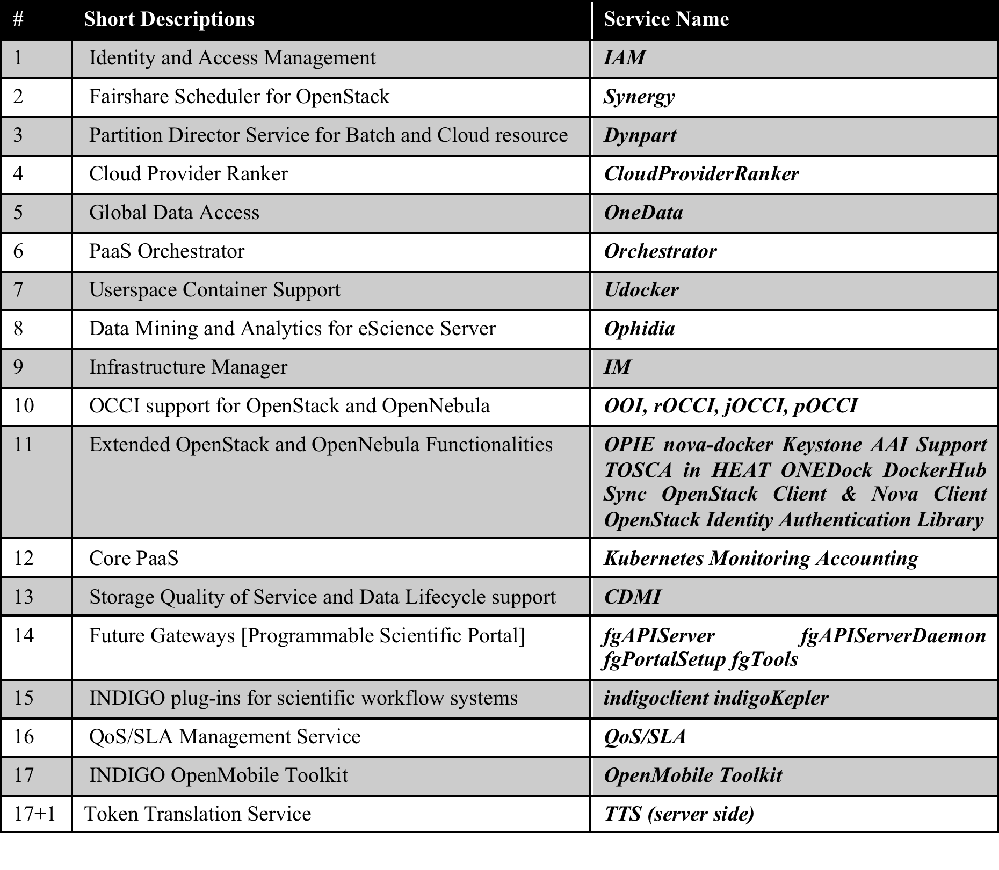 # Short Descriptions Service Name
1 Identity and Access Management IAM
2 Fairshare Scheduler for OpenStack Synergy
3 Partition Director Service for Batch and Cloud resource Dynpart
4 Cloud Provider Ranker CloudProviderRanker
5 Global Data Access OneData
6 PaaS Orchestrator Orchestrator
7 Userspace Container Support Udocker
8 Data Mining and Analytics for eScience Server Ophidia
9 Infrastructure Manager IM
10 OCCI support for OpenStack and OpenNebula OOI, rOCCI, jOCCI, pOCCI
11 Extended OpenStack and OpenNebula Functionalities OPIE nova-docker Keystone AAI Support
TOSCA in HEAT ONEDock DockerHub
Sync OpenStack Client & Nova Client
OpenStack Identity Authentication Library
12 Core PaaS Kubernetes Monitoring Accounting
13 Storage Quality of Service and Data Lifecycle support CDMI
14 Future Gateways [Programmable Scientific Portal] fgAPIServer fgAPIServerDaemon
fgPortalSetup fgTools
15 INDIGO plug-ins for scientific workflow systems indigoclient indigoKepler
16 QoS/SLA Management Service QoS/SLA
17 INDIGO OpenMobile Toolkit OpenMobile Toolkit
17+1 Token Translation Service TTS (server side)